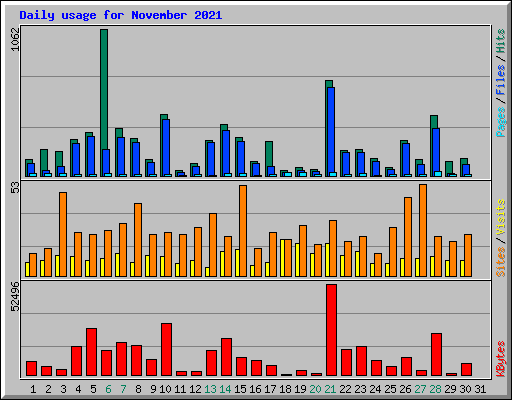 Daily usage for November 2021
1062
53
52496
Pages / Files / Hits
Sites / Visits
KBytes
1 2 3 4 5 6 7 8 9 10 11 12 13 14 15 16 17 18 19 20 21 22 23 24 25 26 27 28 29 30 31